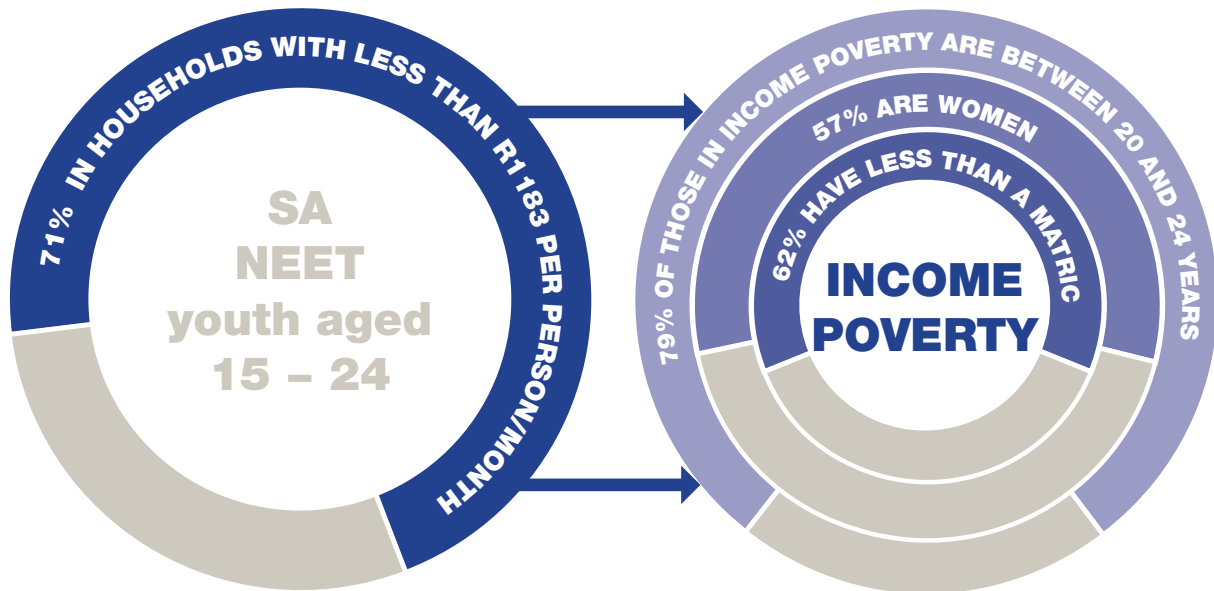 71% IN HOUSEHOLDS WITH LESS THAN R1183 PER PERSON/MONTH
SA
NEET
youth aged
15 – 24
79% OF THOSE IN INCOME POVERTY ARE BETWEEN 20 AND 24 YEARS
57% ARE WOMEN
62% HAVE LESS THAN A MATRIC
INCOME
POVERTY